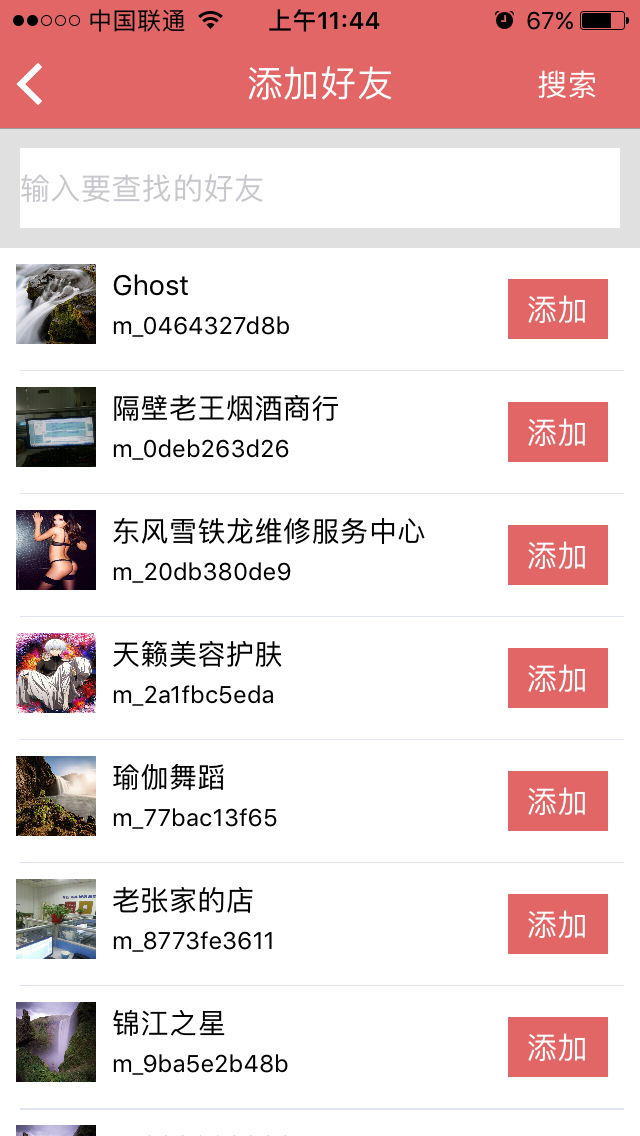 中国联通 上午11:44 67%
添加好友 搜索
输入要查找的好友
Ghost
m_0464327d8b
添加
隔壁老王烟酒商行
m_0deb263d26
添加
东风雪铁龙维修服务中心
m_20db380de9
添加
天籁美容护肤
m_2a1fbc5eda
添加
瑜伽舞蹈
m_77bac13f65
添加
老张家的店
m_8773fe3611
添加
锦江之星
m_9ba5e2b48b
添加